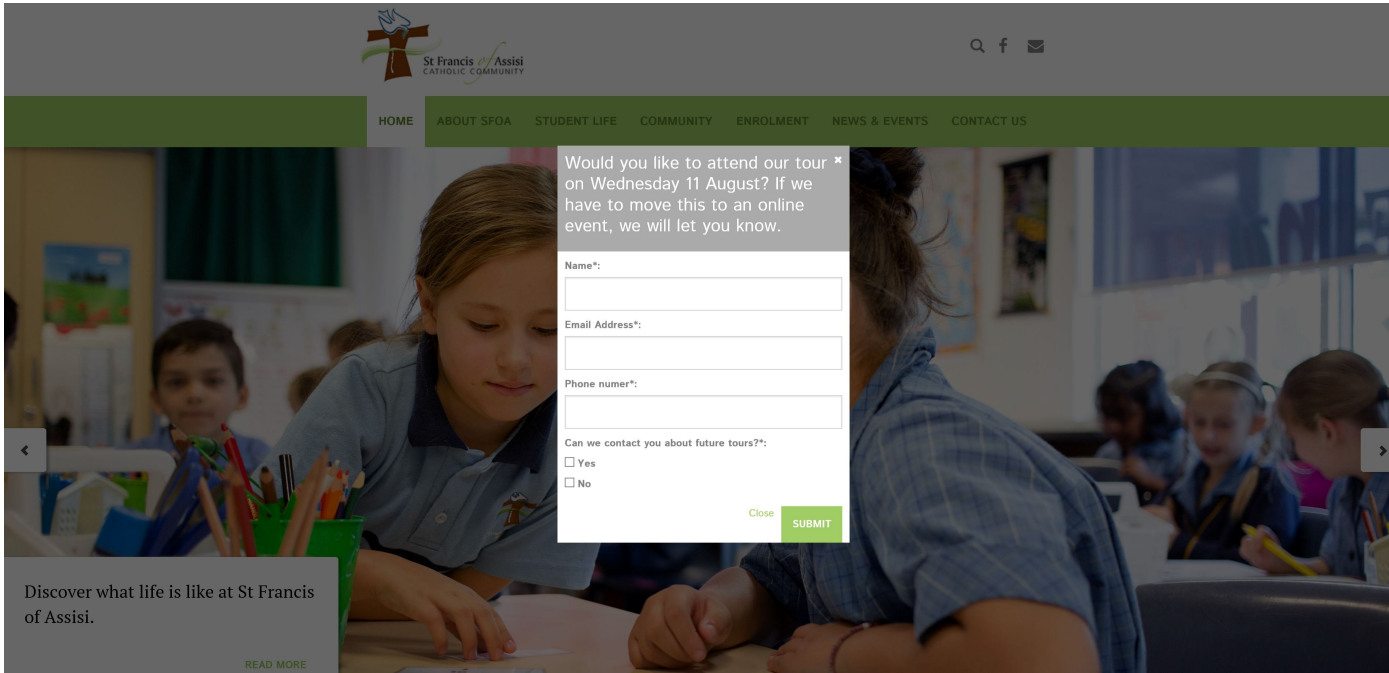 St Francis of Assisi
CATHOLIC COMMUNITY
HOME ABOUT SFOA STUDENT LIFE COMMUNITY ENROLMENT NEWS & EVENTS CONTACT US
Would you like to attend our tour
on Wednesday 11 August? If we
have to move this to an online
event, we will let you know.
Name*:
Email Address*:
Phone numer*:
Can we contact you about future tours?*:
Yes
No
Close SUBMIT
Discover what life is like at St Francis
of Assisi.
READ MORE